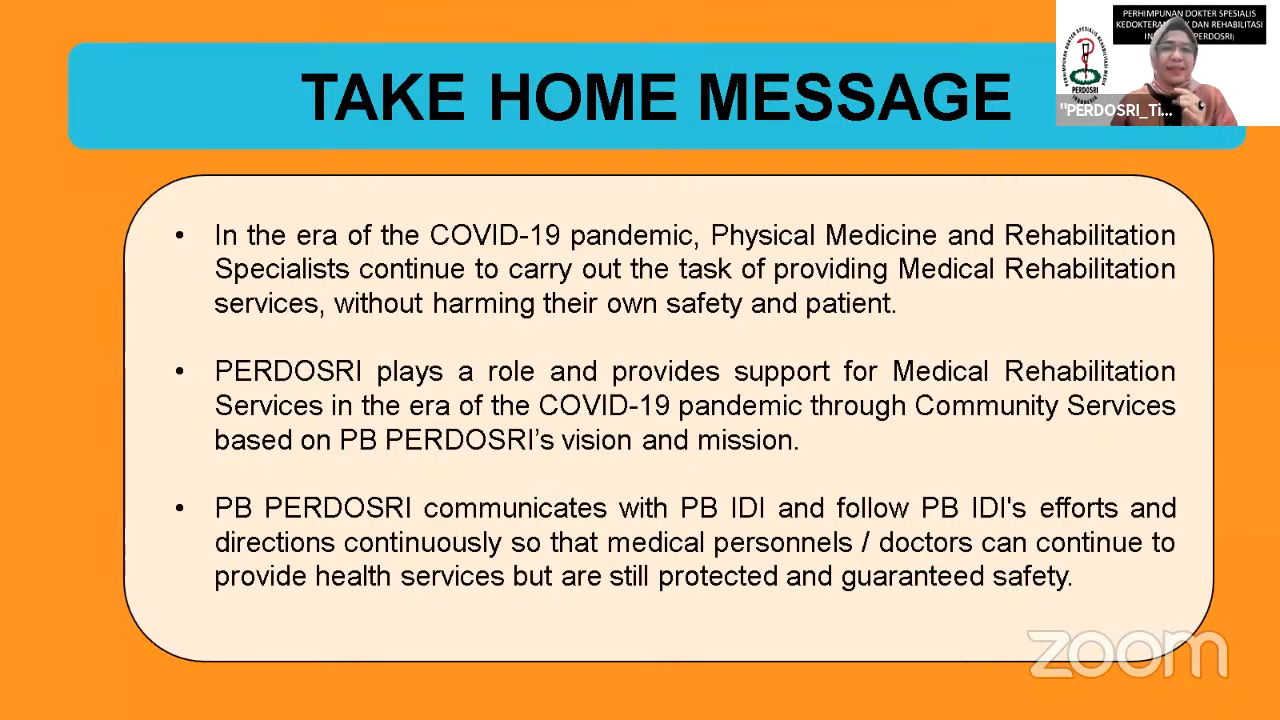 TAKE HOME MESSAGE
PERHIMPUNAN DOKTER SPESIALIS
DAN REHABILITASI
PERDOSRI
INDONESIA
"PERDOSRI_Ti...
• In the era of the COVID-19 pandemic, Physical Medicine and Rehabilitation
Specialists continue to carry out the task of providing Medical Rehabilitation
services, without harming their own safety and patient.
• PERDOSRI plays a role and provides support for Medical Rehabilitation
Services in the era of the COVID-19 pandemic through Community Services
based on PB PERDOSRI’s vision and mission.
• PB PERDOSRI communicates with PB IDI and follow PB IDI's efforts and
directions continuously so that medical personnels / doctors can continue to
provide health services but are still protected and guaranteed safety.
zoom